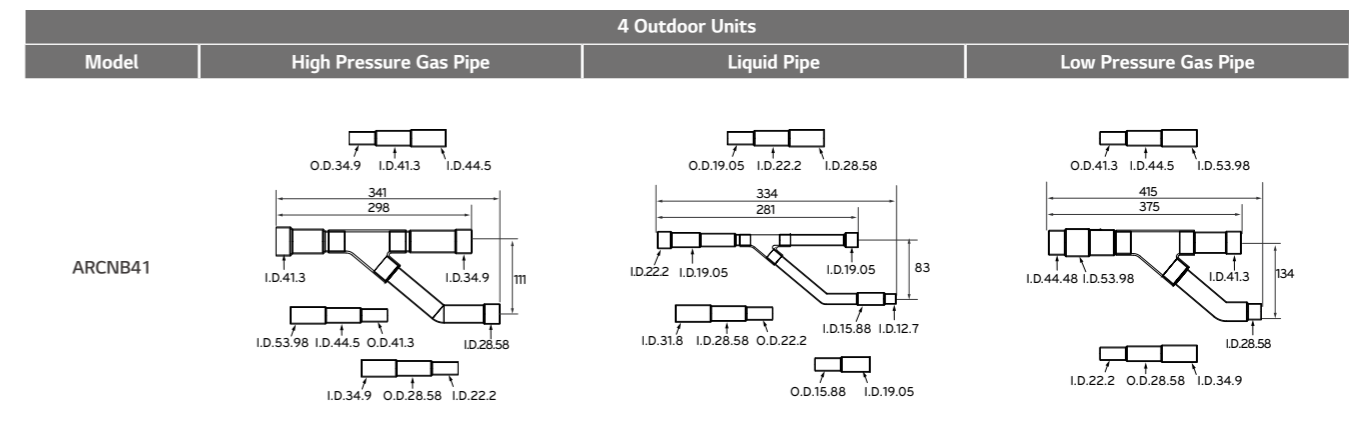 4 Outdoor Units
Model High Pressure Gas Pipe Liquid Pipe Low Pressure Gas Pipe
ARCNB41
O.D.34.9 I.D.41.3 I.D.44.5
341
298
I.D.41.3 I.D.34.9 111
I.D.53.98 I.D.44.5 O.D.41.3 I.D.28.58
I.D.34.9 O.D.28.58 I.D.22.2
O.D.19.05 I.D.22.2 I.D.28.58
334
281
I.D.22.2 I.D.19.05 I.D.19.05 83
I.D.15.88 I.D.12.7
I.D.31.8 I.D.28.58 O.D.22.2
O.D.15.88 I.D.19.05
O.D.41.3 I.D.44.5 I.D.53.98
415
375
I.D.44.48 I.D.53.98 I.D.41.3 134
I.D.28.58
I.D.22.2 O.D.28.58 I.D.34.9